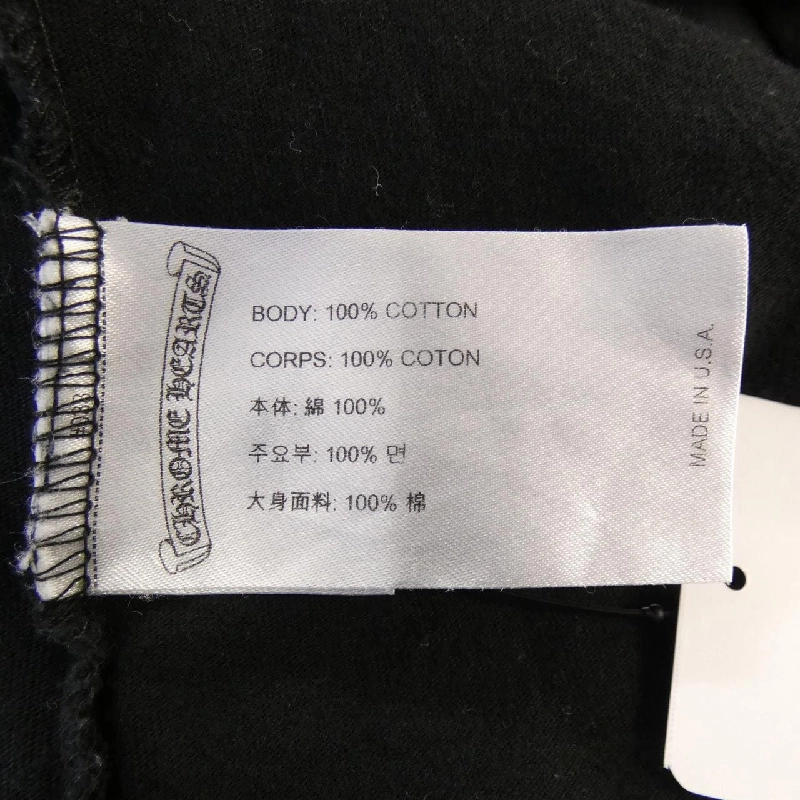 CHROME HEARTS
BODY: 100% COTTON
CORPS: 100% COTON
本体: 綿 100%
주요부: 100% 면
大身面料: 100% 棉
MADE IN U.S.A.